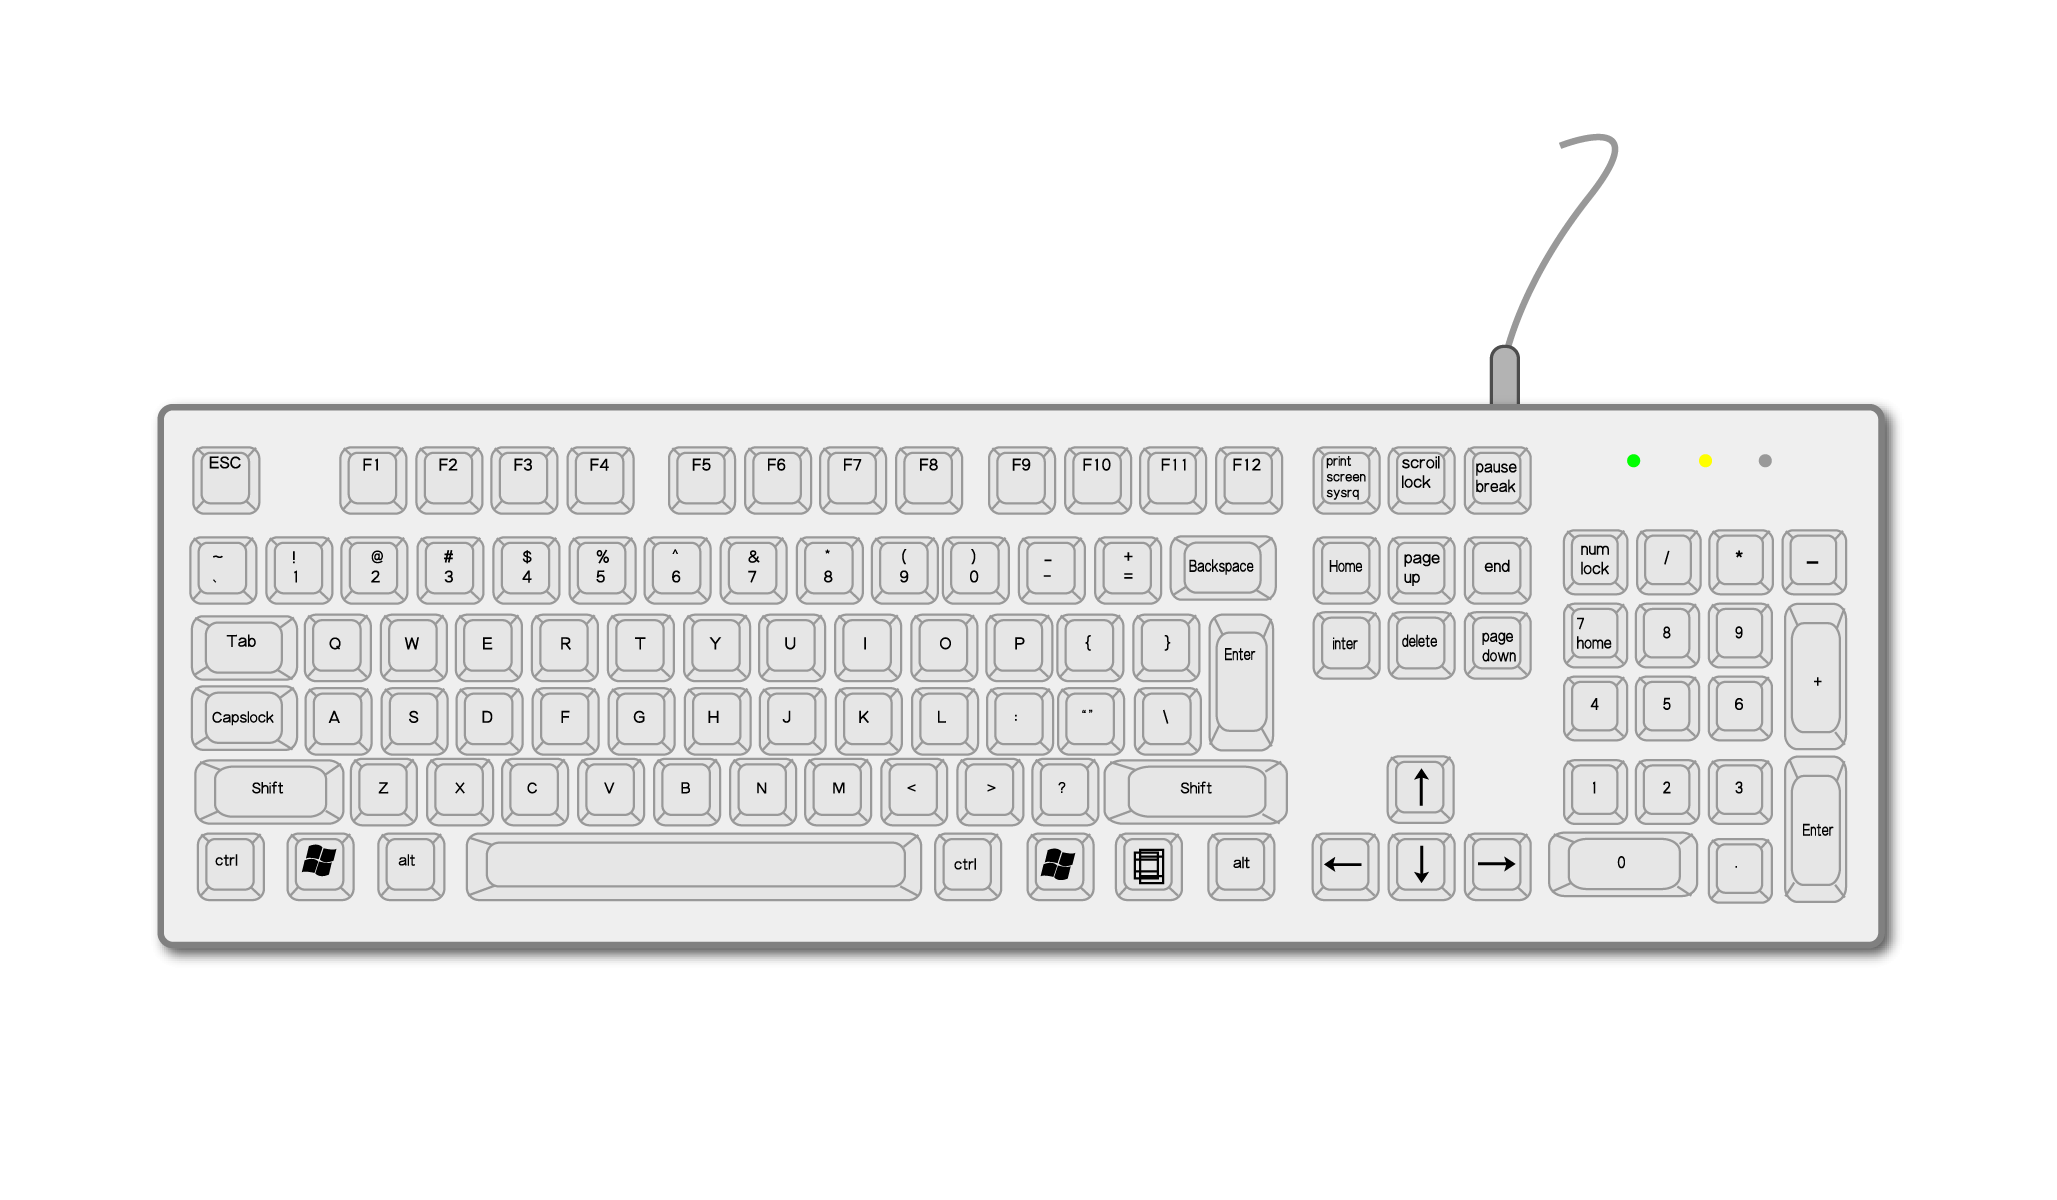 ESC F1 F2 F3 F4 F5 F6 F7 F8 F9 F10 F11 F12
print
screen
sysrq
scroil
lock
pause
break
~ ! @ # $ % ^ & * ( ) - +
、 1 2 3 4 5 6 7 8 9 0 - =
Backspace
Home
page
up
end
num
lock
/ * −
Tab Q W E R T Y U I O P { }
Enter
inter
delete
page
down
7
home
8 9
+
Capslock A S D F G H J K L : “” \
4 5 6
Shift Z X C V B N M < > ? Shift
1 2 3
Enter
ctrl alt ctrl alt
0 .